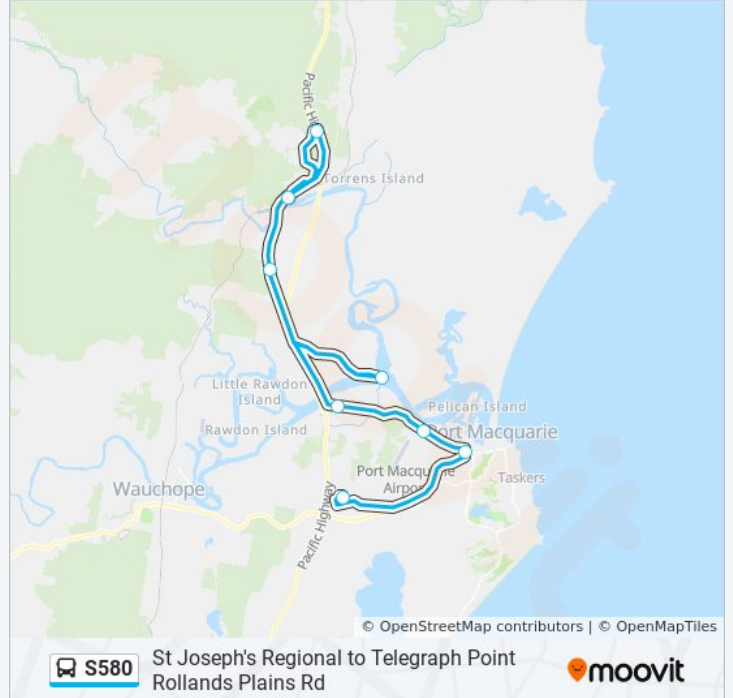 Pacific Hi
Torrens Island
Little Rawdon
Island
Pelican Island
Rawdon Island
Port Macquarie
Port Macquarie
Airport
Taskers
Wauchope
Pacific Highway
© OpenStreetMap contributors | © OpenMapTiles
S580
St Joseph's Regional to Telegraph Point
Rollands Plains Rd
moovit